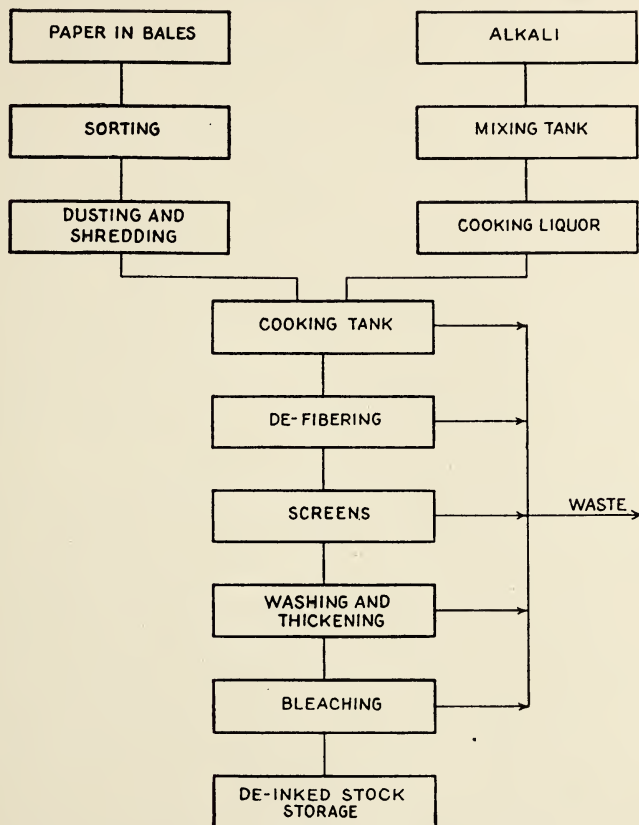 PAPER IN BALES
ALKALI
SORTING
MIXING TANK
DUSTING AND
SHREDDING
COOKING LIQUOR
COOKING TANK
DE-FIBERING
SCREENS
WASTE
WASHING AND
THICKENING
BLEACHING
DE-INKED STOCK
STORAGE